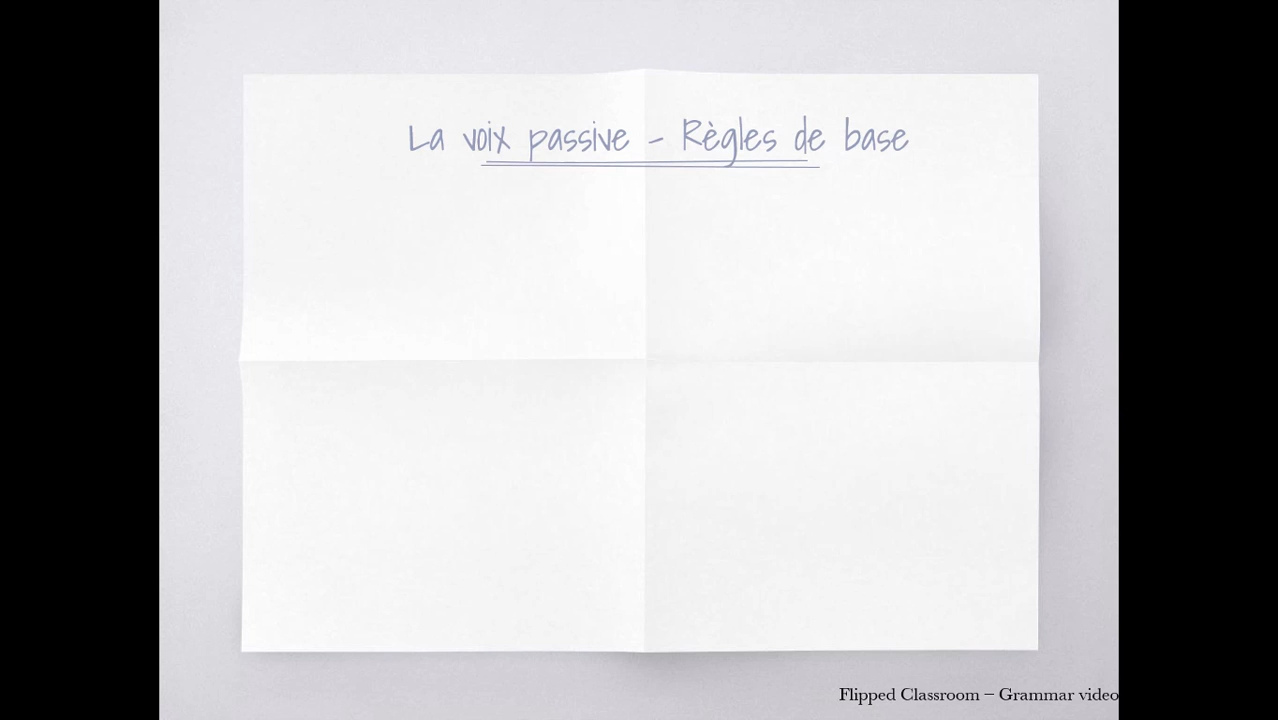 La voix passive - Règles de base
Flipped Classroom – Grammar video